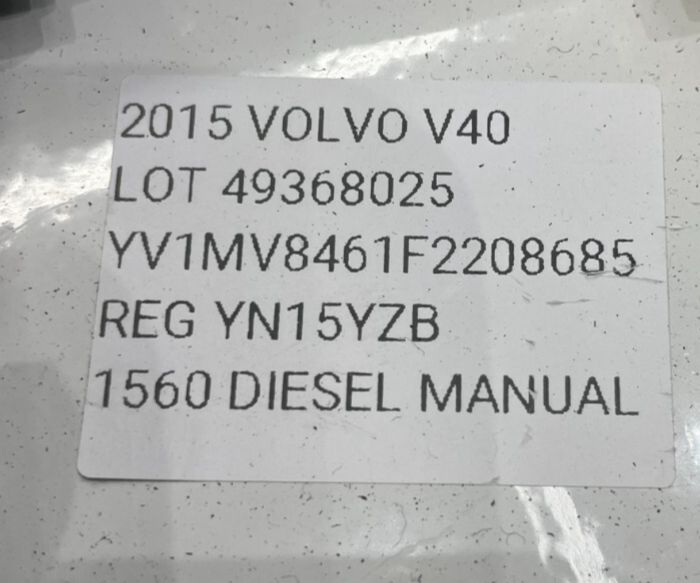 2015 VOLVO V40
LOT 49368025
YV1MV8461F2208685
REG YN15YZB
1560 DIESEL MANUAL